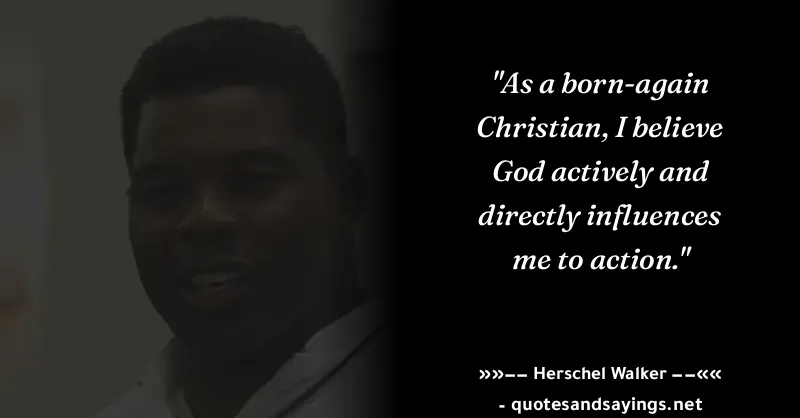 "As a born-again
Christian, I believe
God actively and
directly influences
me to action."
»»–– Herschel Walker ––««
- quotesandsayings.net